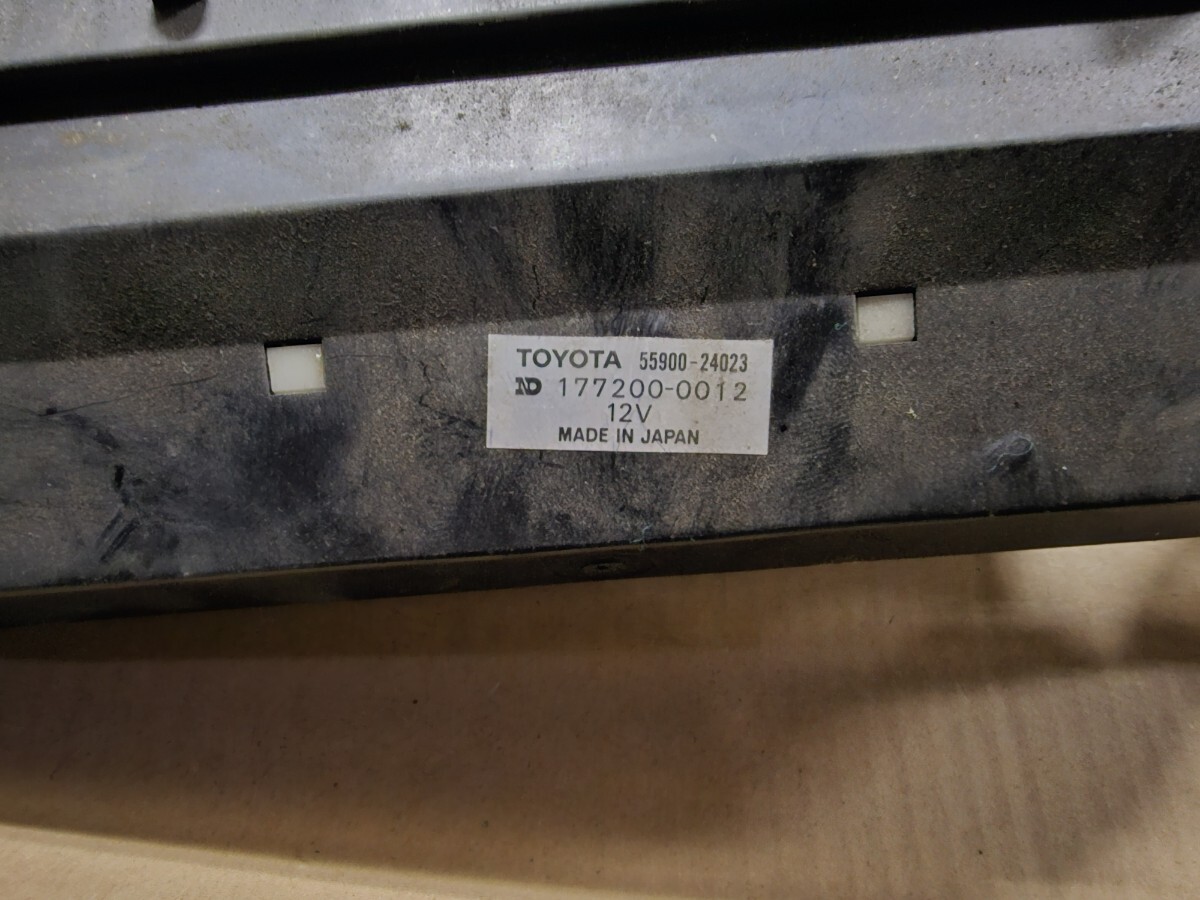 TOYOTA 55900-24023
ND 177200-0012
12V
MADE IN JAPAN